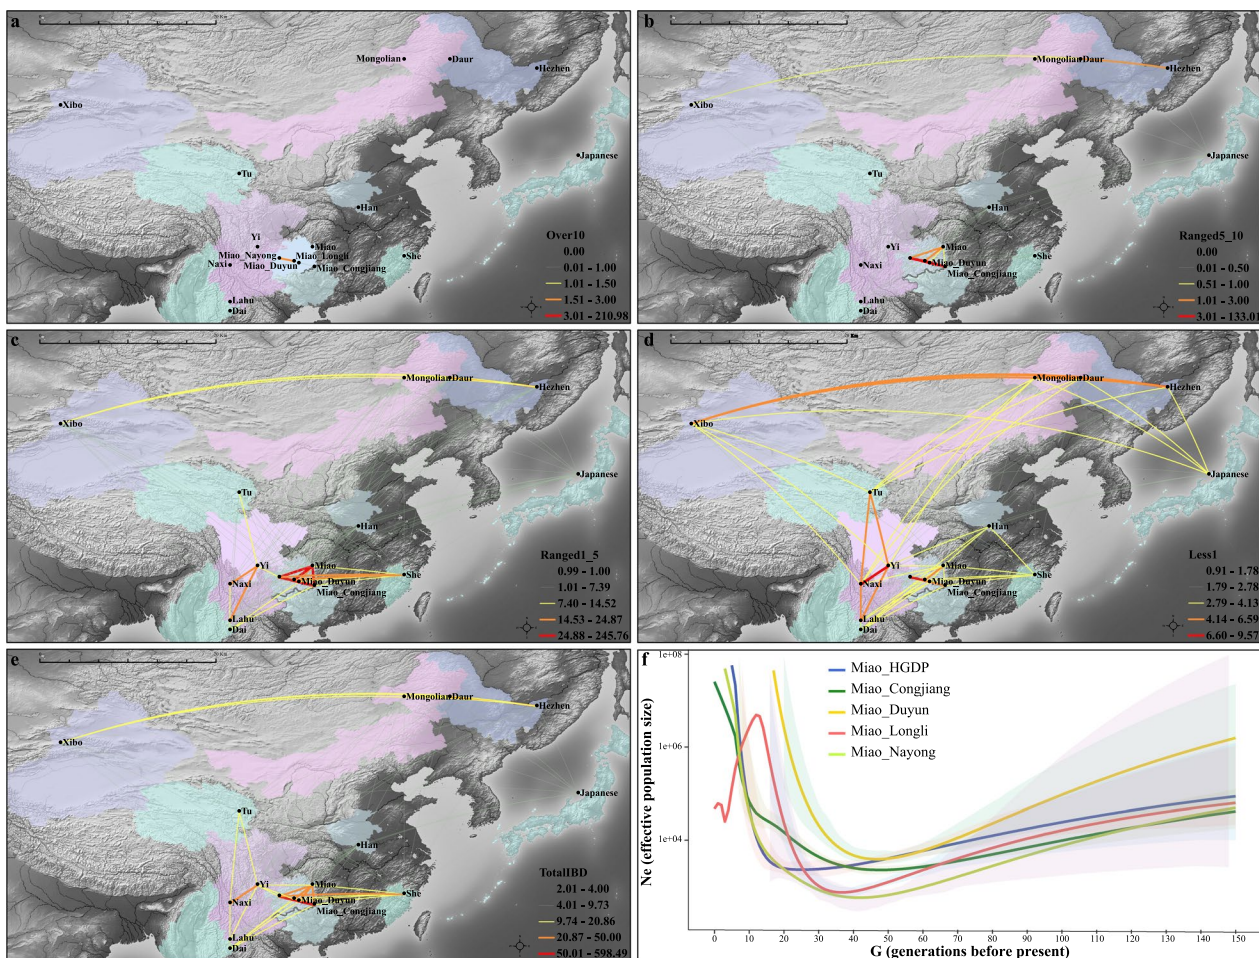 a
Mongolian
Daur
Hezhen
Xibo
Japanese
Tu
Han
Yi
Miao
Miao_Nayong
Miao_Longli
She
Naxi
Miao_Duyun
Miao_Congjiang
Lahu
Dai
Over10
0.00
0.01 - 1.00
1.01 - 1.50
1.51 - 3.00
3.01 - 210.98
b
Mongolian
Daur
Hezhen
Xibo
Japanese
Tu
Han
Yi
Miao
She
Naxi
Miao_Duyun
Miao_Congjiang
Lahu
Dai
Ranged5_10
0.00
0.01 - 0.50
0.51 - 1.00
1.01 - 3.00
3.01 - 133.01
c
Mongolian
Daur
Hezhen
Xibo
Japanese
Tu
Han
Yi
Miao
She
Naxi
Miao_Duyun
Miao_Congjiang
Lahu
Dai
Ranged1_5
0.99 - 1.00
1.01 - 7.39
7.40 - 14.52
14.53 - 24.87
24.88 - 245.76
d
Mongolian
Daur
Hezhen
Xibo
Japanese
Tu
Han
Yi
Miao
She
Naxi
Miao_Duyun
Miao_Congjiang
Lahu
Dai
Less1
0.91 - 1.78
1.79 - 2.78
2.79 - 4.13
4.14 - 6.59
6.60 - 9.57
e
Mongolian
Daur
Hezhen
Xibo
Japanese
Tu
Han
Yi
Miao
She
Naxi
Miao_Duyun
Miao_Congjiang
Lahu
Dai
TotalIBD
2.01 - 4.00
4.01 - 9.73
9.74 - 20.86
20.87 - 50.00
50.01 - 598.49
f
Miao_HGDP
Miao_Congjiang
Miao_Duyun
Miao_Longli
Miao_Nayong
Ne (effective population size)
1e+08
1e+06
1e+04
0 10 20 30 40 50 60 70 80 90 100 110 120 130 140 150
G (generations before present)